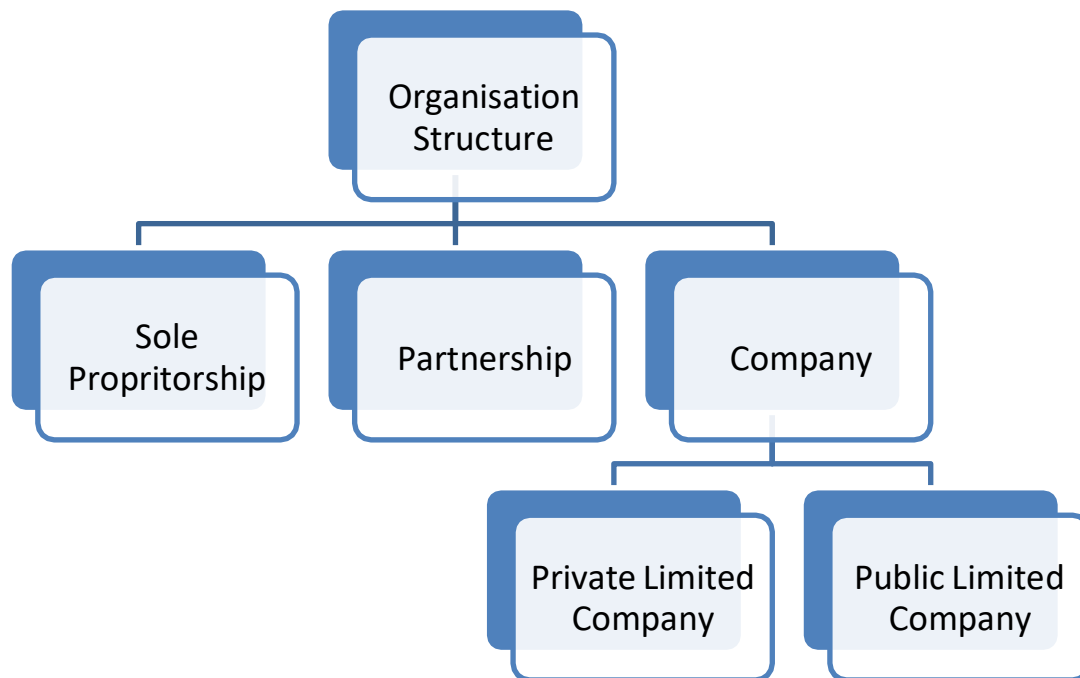 Organisation
Structure
Sole
Propritorship
Partnership
Company
Private Limited
Company
Public Limited
Company